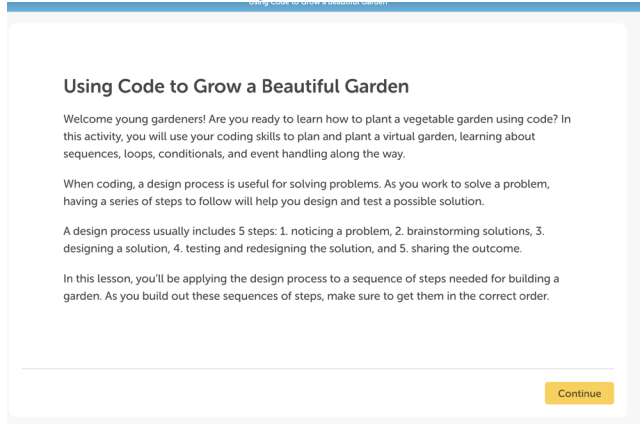 Using Code to Grow a Beautiful Garden
Using Code to Grow a Beautiful Garden
Welcome young gardeners! Are you ready to learn how to plant a vegetable garden using code? In
this activity, you will use your coding skills to plan and plant a virtual garden, learning about
sequences, loops, conditionals, and event handling along the way.
When coding, a design process is useful for solving problems. As you work to solve a problem,
having a series of steps to follow will help you design and test a possible solution.
A design process usually includes 5 steps: 1. noticing a problem, 2. brainstorming solutions, 3.
designing a solution, 4. testing and redesigning the solution, and 5. sharing the outcome.
In this lesson, you'll be applying the design process to a sequence of steps needed for building a
garden. As you build out these sequences of steps, make sure to get them in the correct order.
Continue